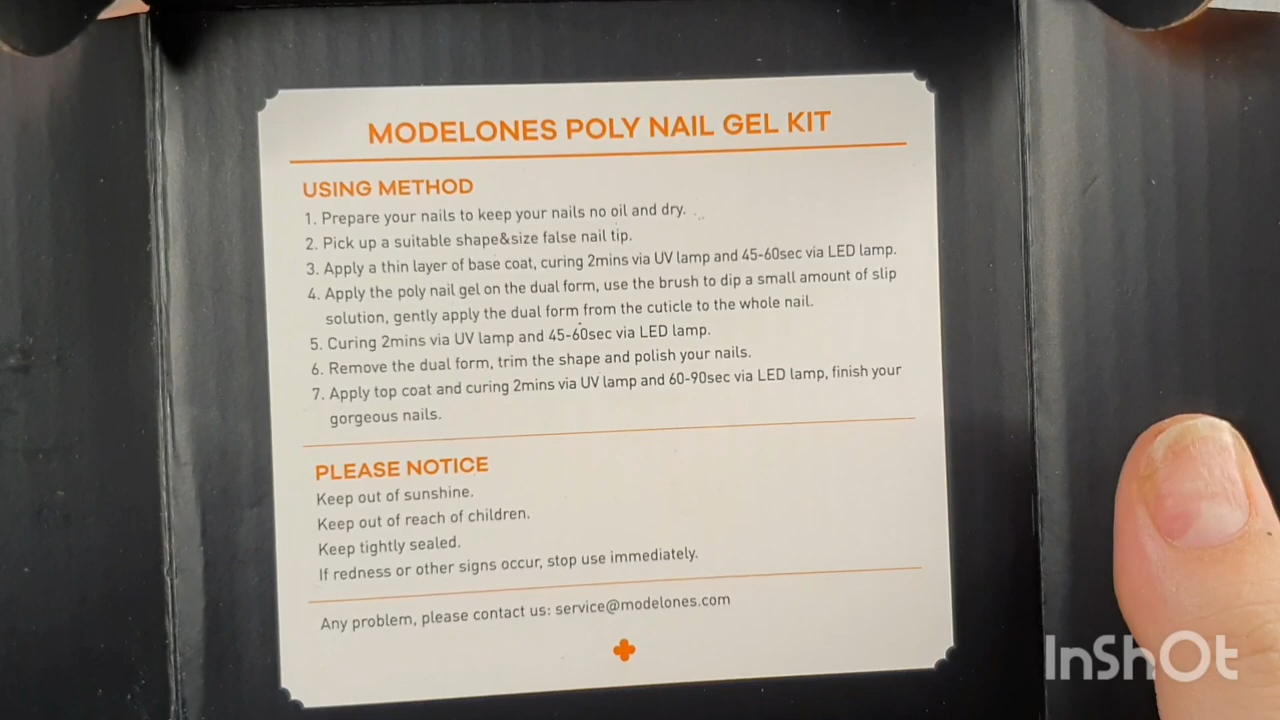 MODELONES POLY NAIL GEL KIT
USING METHOD
1. Prepare your nails to keep your nails no oil and dry.
2. Pick up a suitable shape&size false nail tip.
3. Apply a thin layer of base coat, curing 2mins via UV lamp and 45-60sec via LED lamp.
4. Apply the poly nail gel on the dual form, use the brush to dip a small amount of slip
solution, gently apply the dual form from the cuticle to the whole nail.
5. Curing 2mins via UV lamp and 45-60sec via LED lamp.
6. Remove the dual form, trim the shape and polish your nails.
7. Apply top coat and curing 2mins via UV lamp and 60-90sec via LED lamp, finish your
gorgeous nails.
PLEASE NOTICE
Keep out of sunshine.
Keep out of reach of children.
Keep tightly sealed.
If redness or other signs occur, stop use immediately.
Any problem, please contact us: service@modelones.com
InShOt